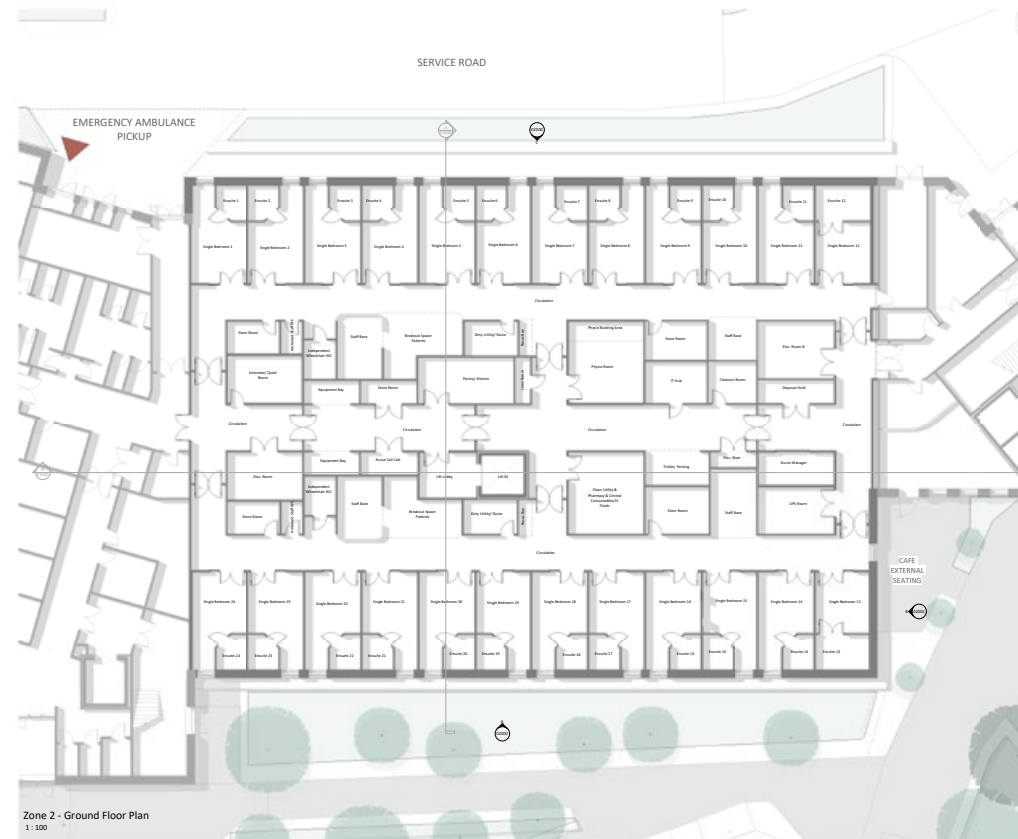 SERVICE ROAD
EMERGENCY AMBULANCE
PICKUP
Ensuite 1
Ensuite 2
Ensuite 3
Ensuite 4
Ensuite 5
Ensuite 6
Ensuite 7
Ensuite 8
Ensuite 9
Ensuite 10
Ensuite 11
Ensuite 12
Single Bedroom 1
Single Bedroom 2
Single Bedroom 3
Single Bedroom 4
Single Bedroom 5
Single Bedroom 6
Single Bedroom 7
Single Bedroom 8
Single Bedroom 9
Single Bedroom 10
Single Bedroom 11
Single Bedroom 12
Circulation
Store Room
Independent
Wheelchair WC
Staff Base
Breakout Space
Patients
Dirty Utility/ Sluice
Physio Booking Area
Store Room
Staff Base
Elec. Room B
Interview/ Quiet
Room
Equipment Bay
Store Room
Pantry/ Kitchen
Linen Room
Physio Room
IT Hub
Cleaners Room
Disposal Hold
Circulation
Circulation
Circulation
Circulation
Elec. Room
Equipment Bay
Nurse Call Cab
Lift Lobby
Lift 03
Trolley Parking
Elec. Riser
Nurse Manager
Store Room
Independent
Wheelchair WC
Staff Base
Breakout Space
Patients
Dirty Utility/ Sluice
Clean Utility &
Pharmacy & Central
Consumables/IV
Fluids
Store Room
Staff Base
UPS Room
Circulation
CAFE
EXTERNAL
SEATING
Single Bedroom 24
Single Bedroom 23
Single Bedroom 22
Single Bedroom 21
Single Bedroom 20
Single Bedroom 19
Single Bedroom 18
Single Bedroom 17
Single Bedroom 16
Single Bedroom 15
Single Bedroom 14
Single Bedroom 13
Ensuite 24
Ensuite 23
Ensuite 22
Ensuite 21
Ensuite 20
Ensuite 19
Ensuite 18
Ensuite 17
Ensuite 16
Ensuite 15
Ensuite 14
Ensuite 13
Zone 2 - Ground Floor Plan
1 : 100